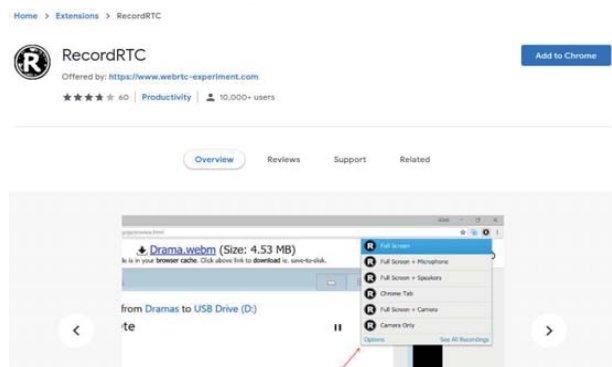 Home > Extensions > RecordRTC
R
RecordRTC
Add to Chrome
Offered by: https://www.webrtc-experiment.com
60 Productivity 10,000+ users
Overview Reviews Support Related
Drama.webm (Size: 4.53 MB)
is in your browser cache. Click above link to download ie. save-to-disk.
from Dramas to USB Drive (D:)
te
R Full Screen
R Full Screen + Microphone
R Full Screen + Speakers
R Chrome Tab
R Full Screen + Camera
R Camera Only
Options See All Recordings